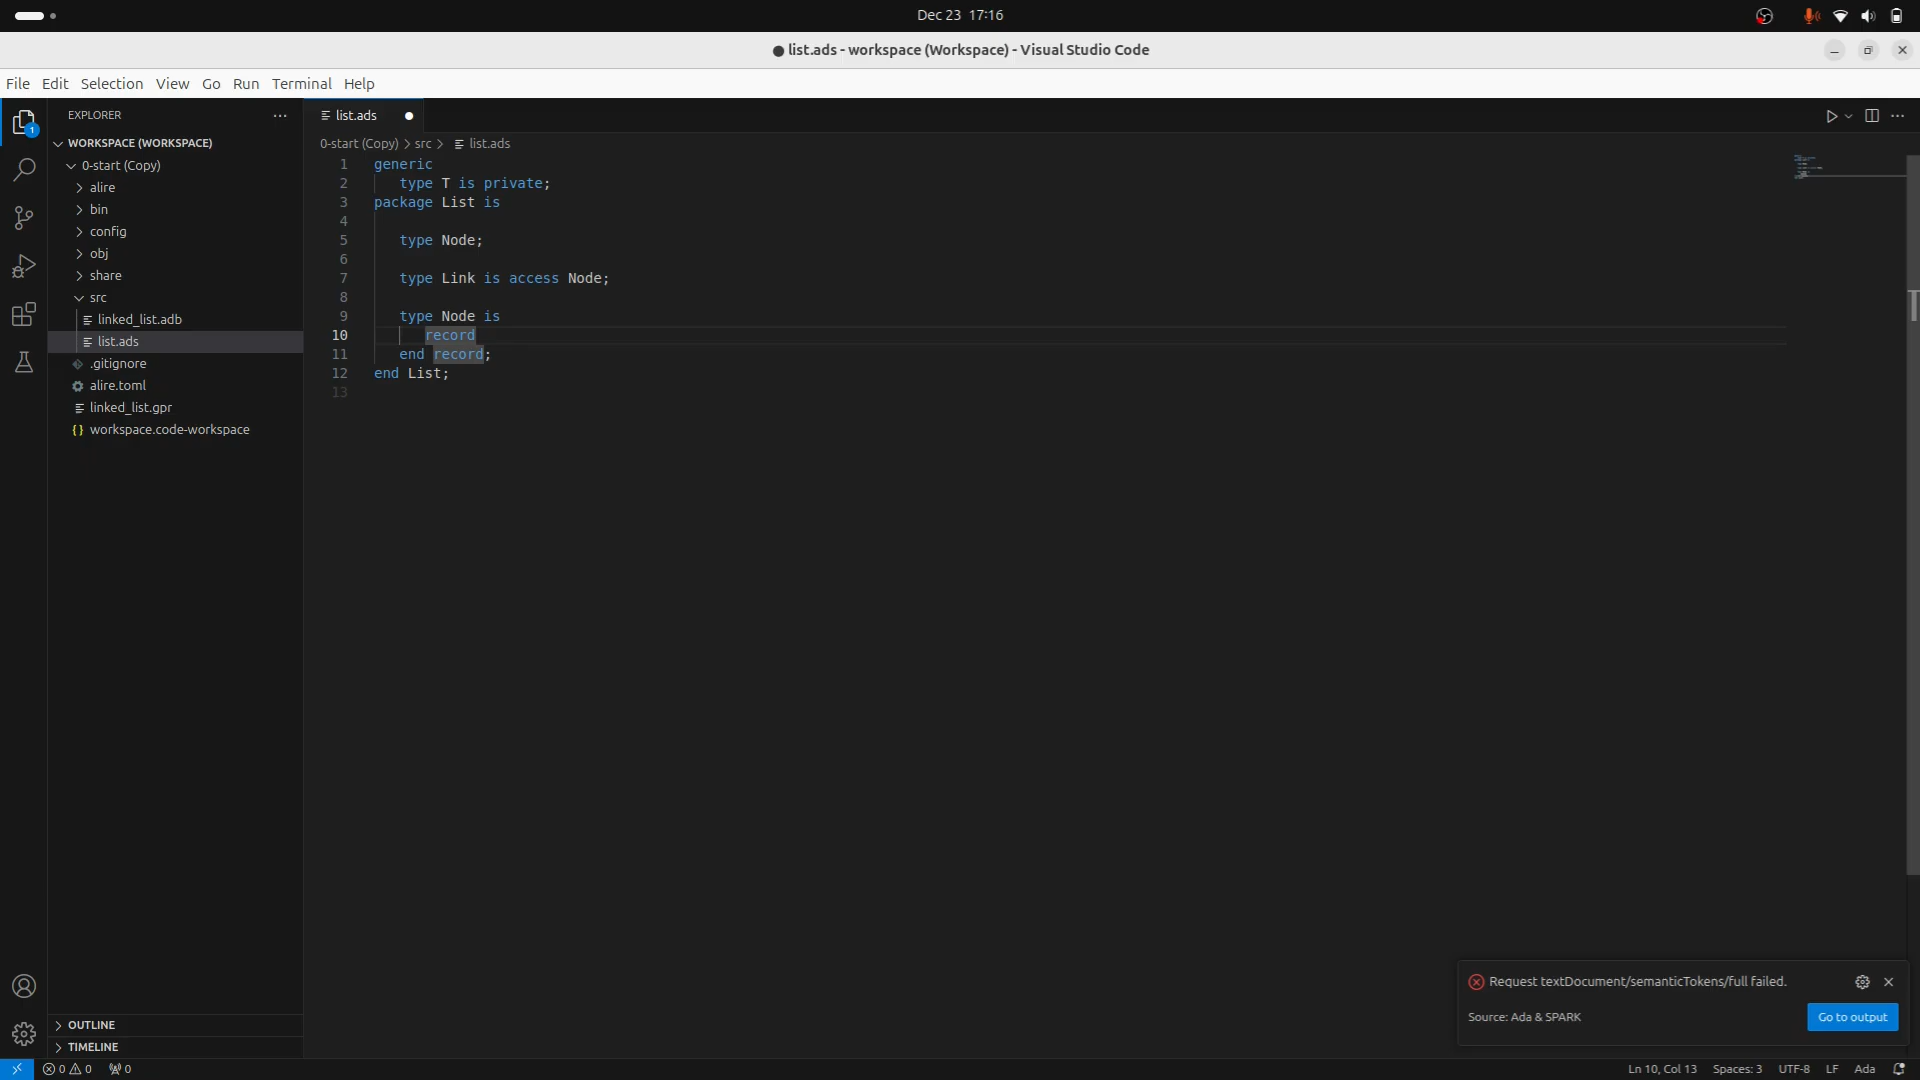 Dec 23 17:16
● list.ads - workspace (Workspace) - Visual Studio Code
File Edit Selection View Go Run Terminal Help
EXPLORER
WORKSPACE (WORKSPACE)
0-start (Copy)
alire
bin
config
obj
share
src
linked_list.adb
list.ads
.gitignore
alire.toml
linked_list.gpr
workspace.code-workspace
OUTLINE
TIMELINE
1
list.ads
0-start (Copy) > src > list.ads
1 generic
2 type T is private;
3 package List is
4
5 type Node;
6
7 type Link is access Node;
8
9 type Node is
10 record
11 end record;
12 end List;
13
Request textDocument/semanticTokens/full failed.
Source: Ada & SPARK
Go to output
0 0 0
Ln 10, Col 13 Spaces: 3 UTF-8 LF Ada